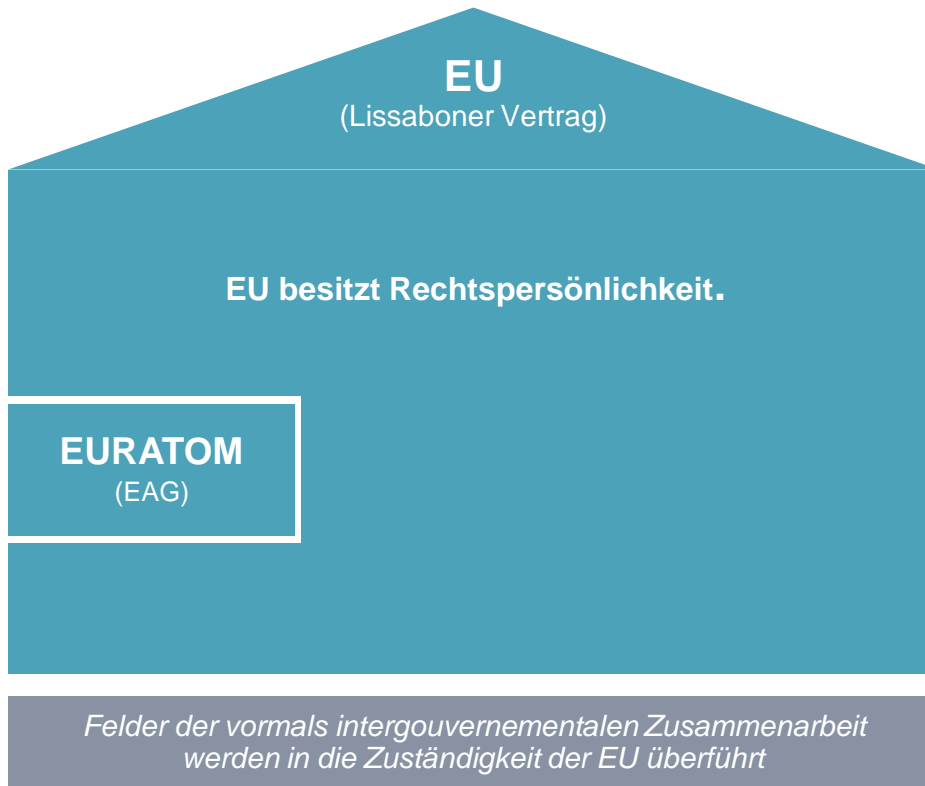 EU
(Lissaboner Vertrag)
EU besitzt Rechtspersönlichkeit.
EURATOM
(EAG)
Felder der vormals intergouvernementalen Zusammenarbeit
werden in die Zuständigkeit der EU überführt